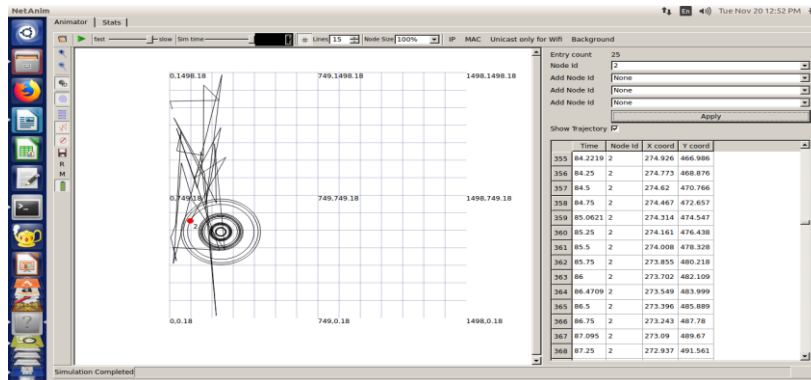 NetAnim
En
Tue Nov 20 12:52 PM
Animator
Stats
fast
slow
Sim time
Lines 15
Node Size 100%
IP
MAC
Unicast only for Wifi
Background
R
M
0,1498.18
749,1498.18
1498,1498.18
0,749.18
749,749.18
1498,749.18
2
0,0.18
749,0.18
1498,0.18
Entry count 25
Node Id 2
Add Node Id None
Add Node Id None
Add Node Id None
Apply
Show Trajectory
Time Node Id X coord Y coord
355 84.2219 2 274.926 466.986
356 84.25 2 274.773 468.876
357 84.5 2 274.62 470.766
358 84.75 2 274.467 472.657
359 85.0621 2 274.314 474.547
360 85.25 2 274.161 476.438
361 85.5 2 274.008 478.328
362 85.75 2 273.855 480.218
363 86 2 273.702 482.109
364 86.4709 2 273.549 483.999
365 86.5 2 273.396 485.889
366 86.75 2 273.243 487.78
367 87.095 2 273.09 489.67
368 87.25 2 272.937 491.561
Simulation Completed